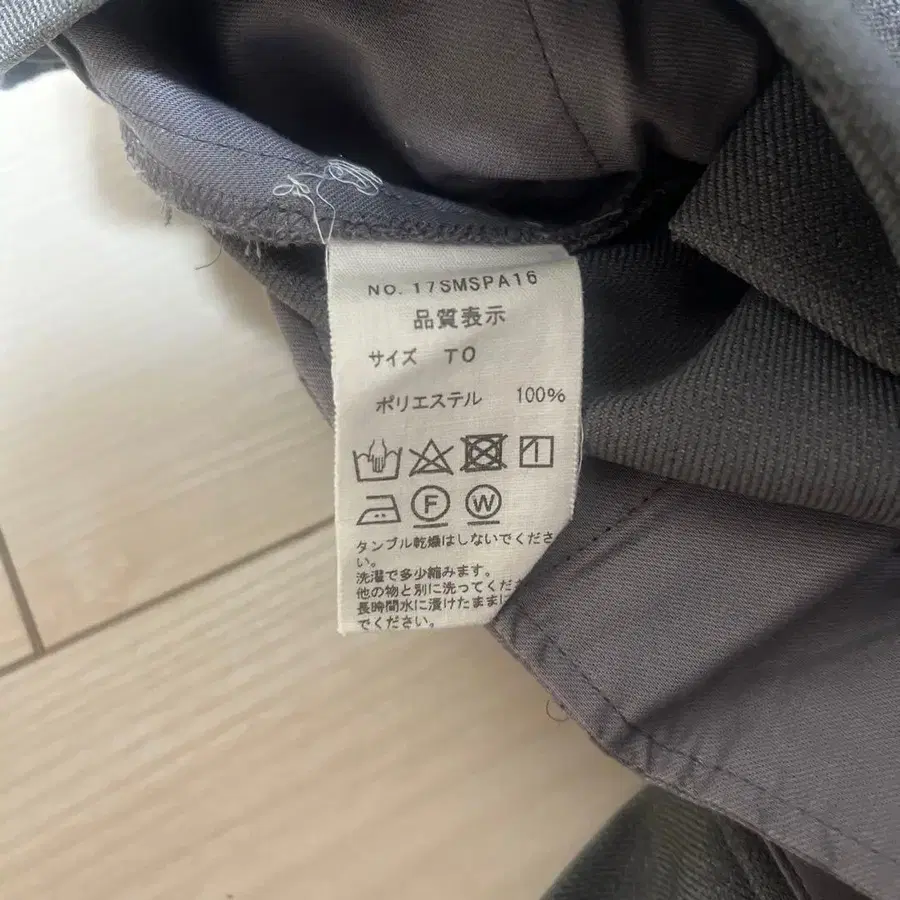 NO. 17SMSPA16
品質表示
サイズ TO
ポリエステル 100%
F W
タンブル乾燥はしないでくださ
い。
洗濯で多少縮みます。
他の物と別に洗ってくださ
長時間水に漬けたままに
でください。